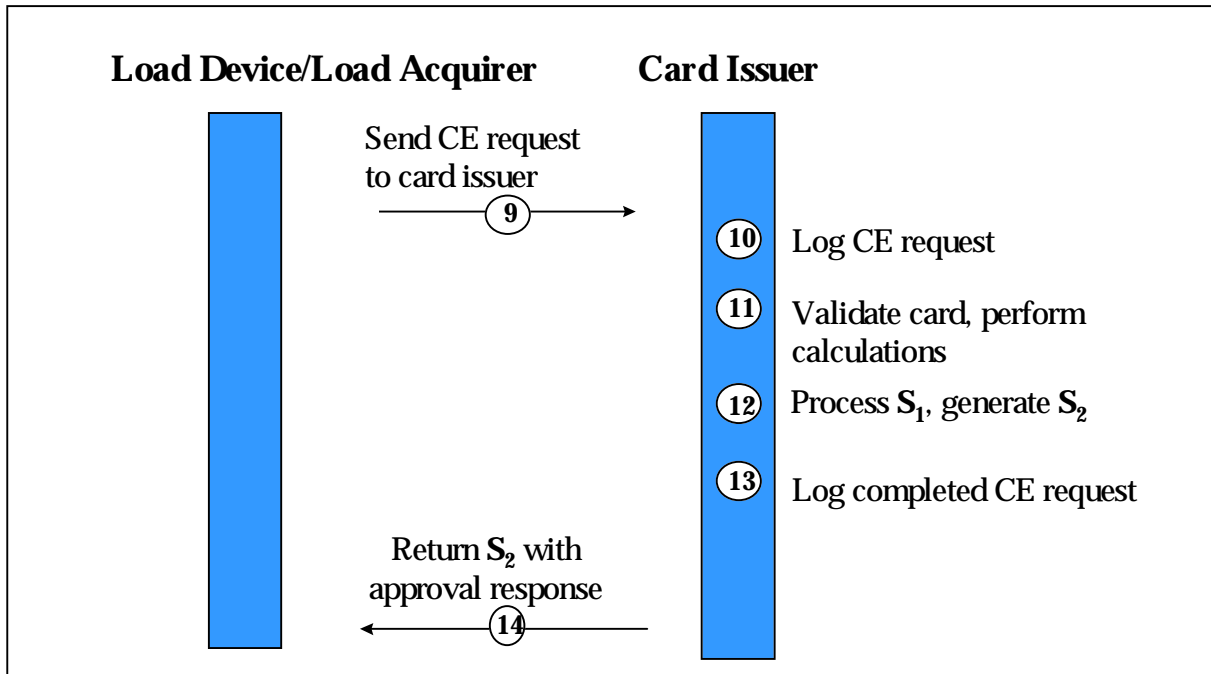 Load Device/Load Acquirer
Card Issuer
Send CE request
to card issuer
9
10 Log CE request
11 Validate card, perform
calculations
12 Process S₁, generate S₂
13 Log completed CE request
Return S₂ with
approval response
14